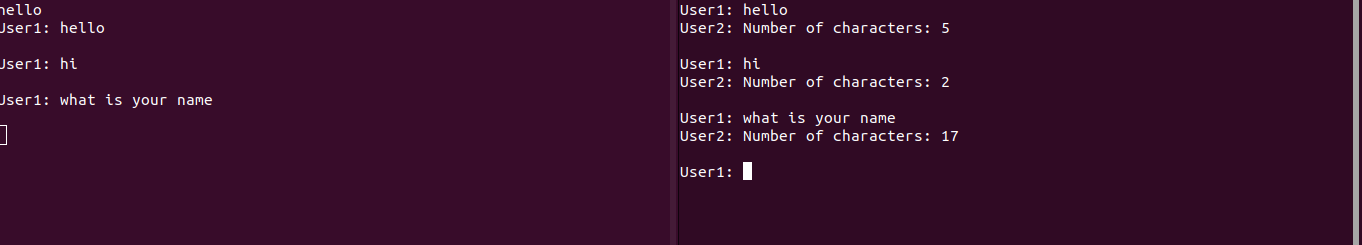 hello
User1: hello
User1: hi
User1: what is your name
User1: hello
User2: Number of characters: 5
User1: hi
User2: Number of characters: 2
User1: what is your name
User2: Number of characters: 17
User1: